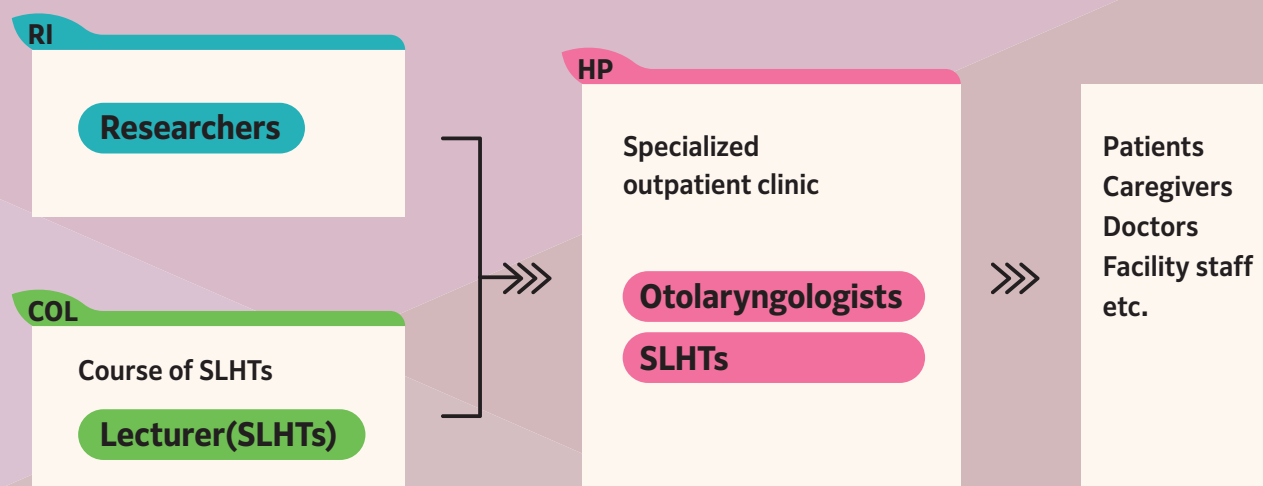 RI
Researchers
COL
Course of SLHTs
Lecturer(SLHTs)
HP
Specialized
outpatient clinic
Otolaryngologists
SLHTs
Patients
Caregivers
Doctors
Facility staff
etc.